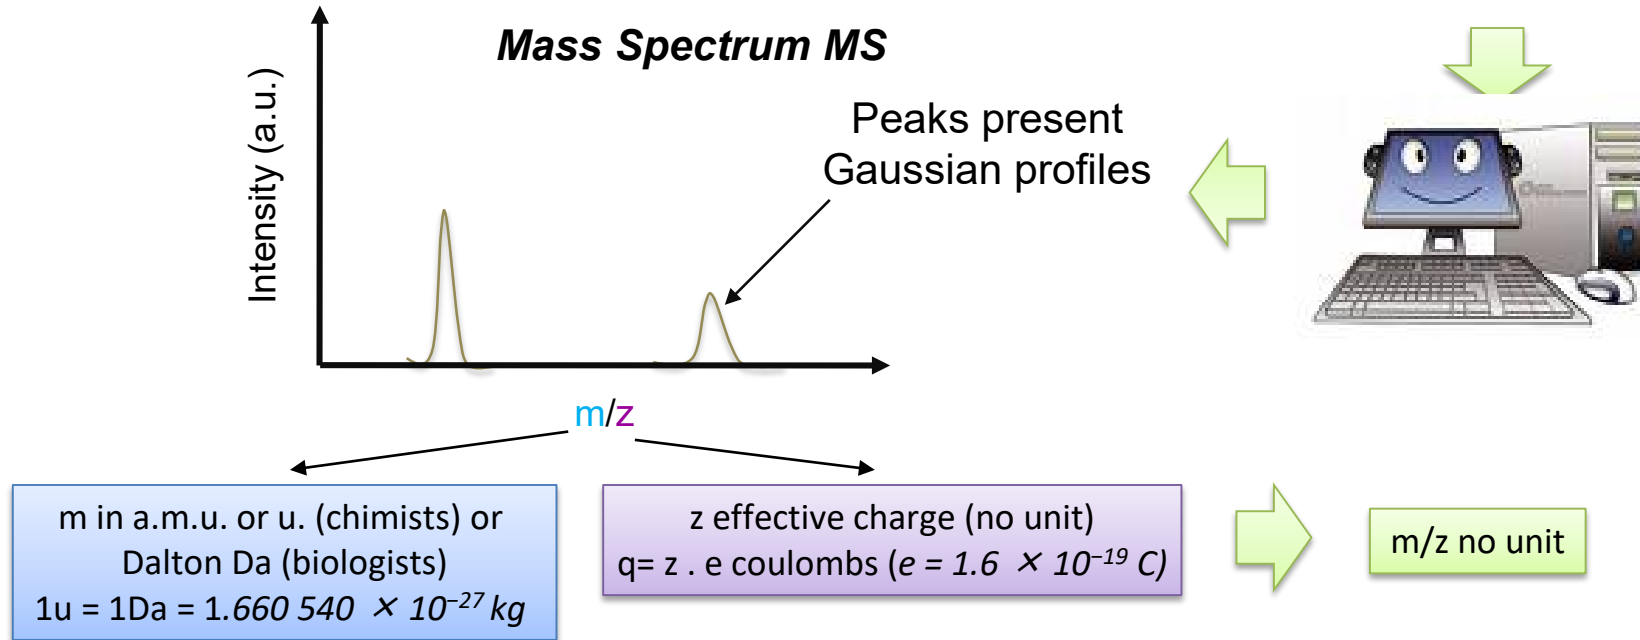 Mass Spectrum MS
Intensity (a.u.)
Peaks present
Gaussian profiles
m/z
m in a.m.u. or u. (chimists) or
Dalton Da (biologists)
1u = 1Da = 1.660 540 × 10⁻²⁷ kg
z effective charge (no unit)
q= z . e coulombs (e = 1.6 × 10⁻¹⁹ C)
m/z no unit